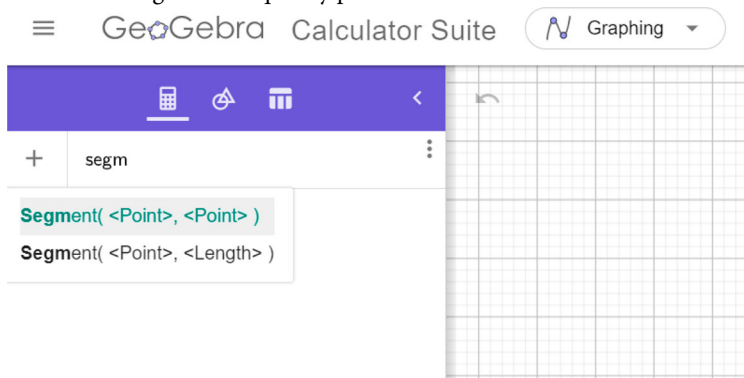 GeoGebra Calculator Suite Graphing
segm
Segment( <Point>, <Point> )
Segment( <Point>, <Length> )